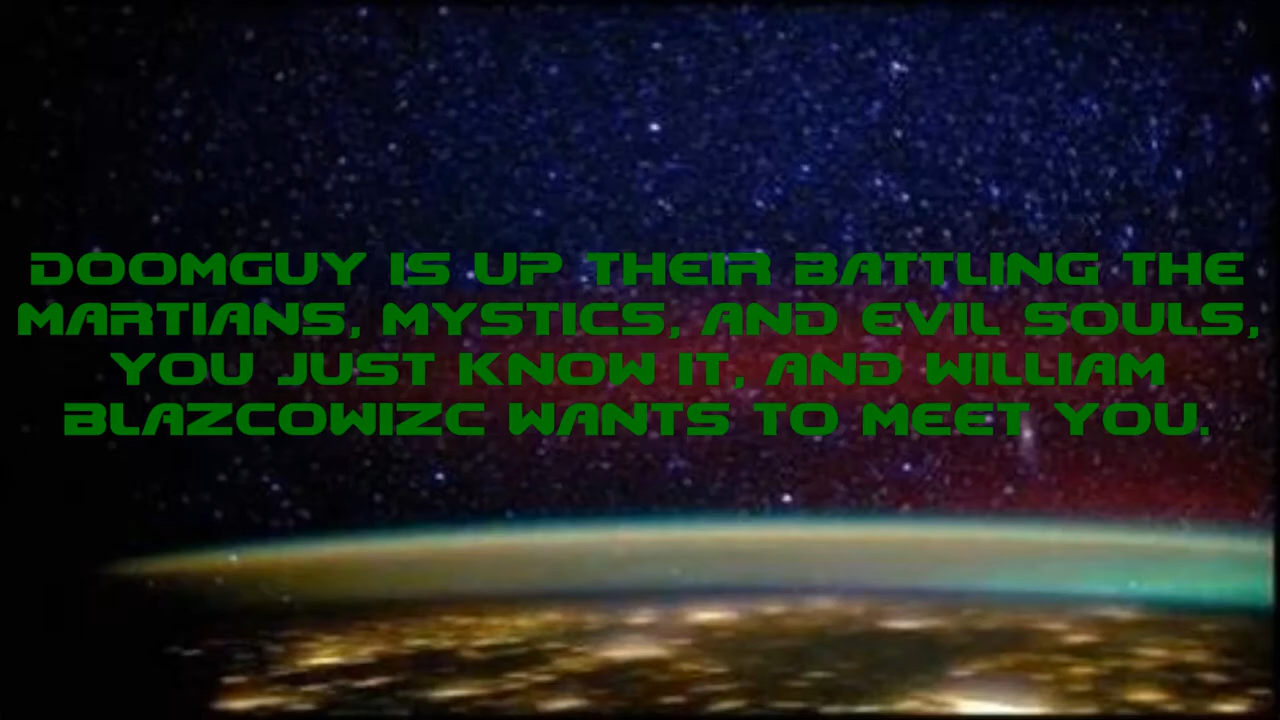 DOOMGUY IS UP THEIR BATTLING THE
MARTIANS, MYSTICS, AND EVIL SOULS,
YOU JUST KNOW IT, AND WILLIAM
BLAZCOWIZC WANTS TO MEET YOU.